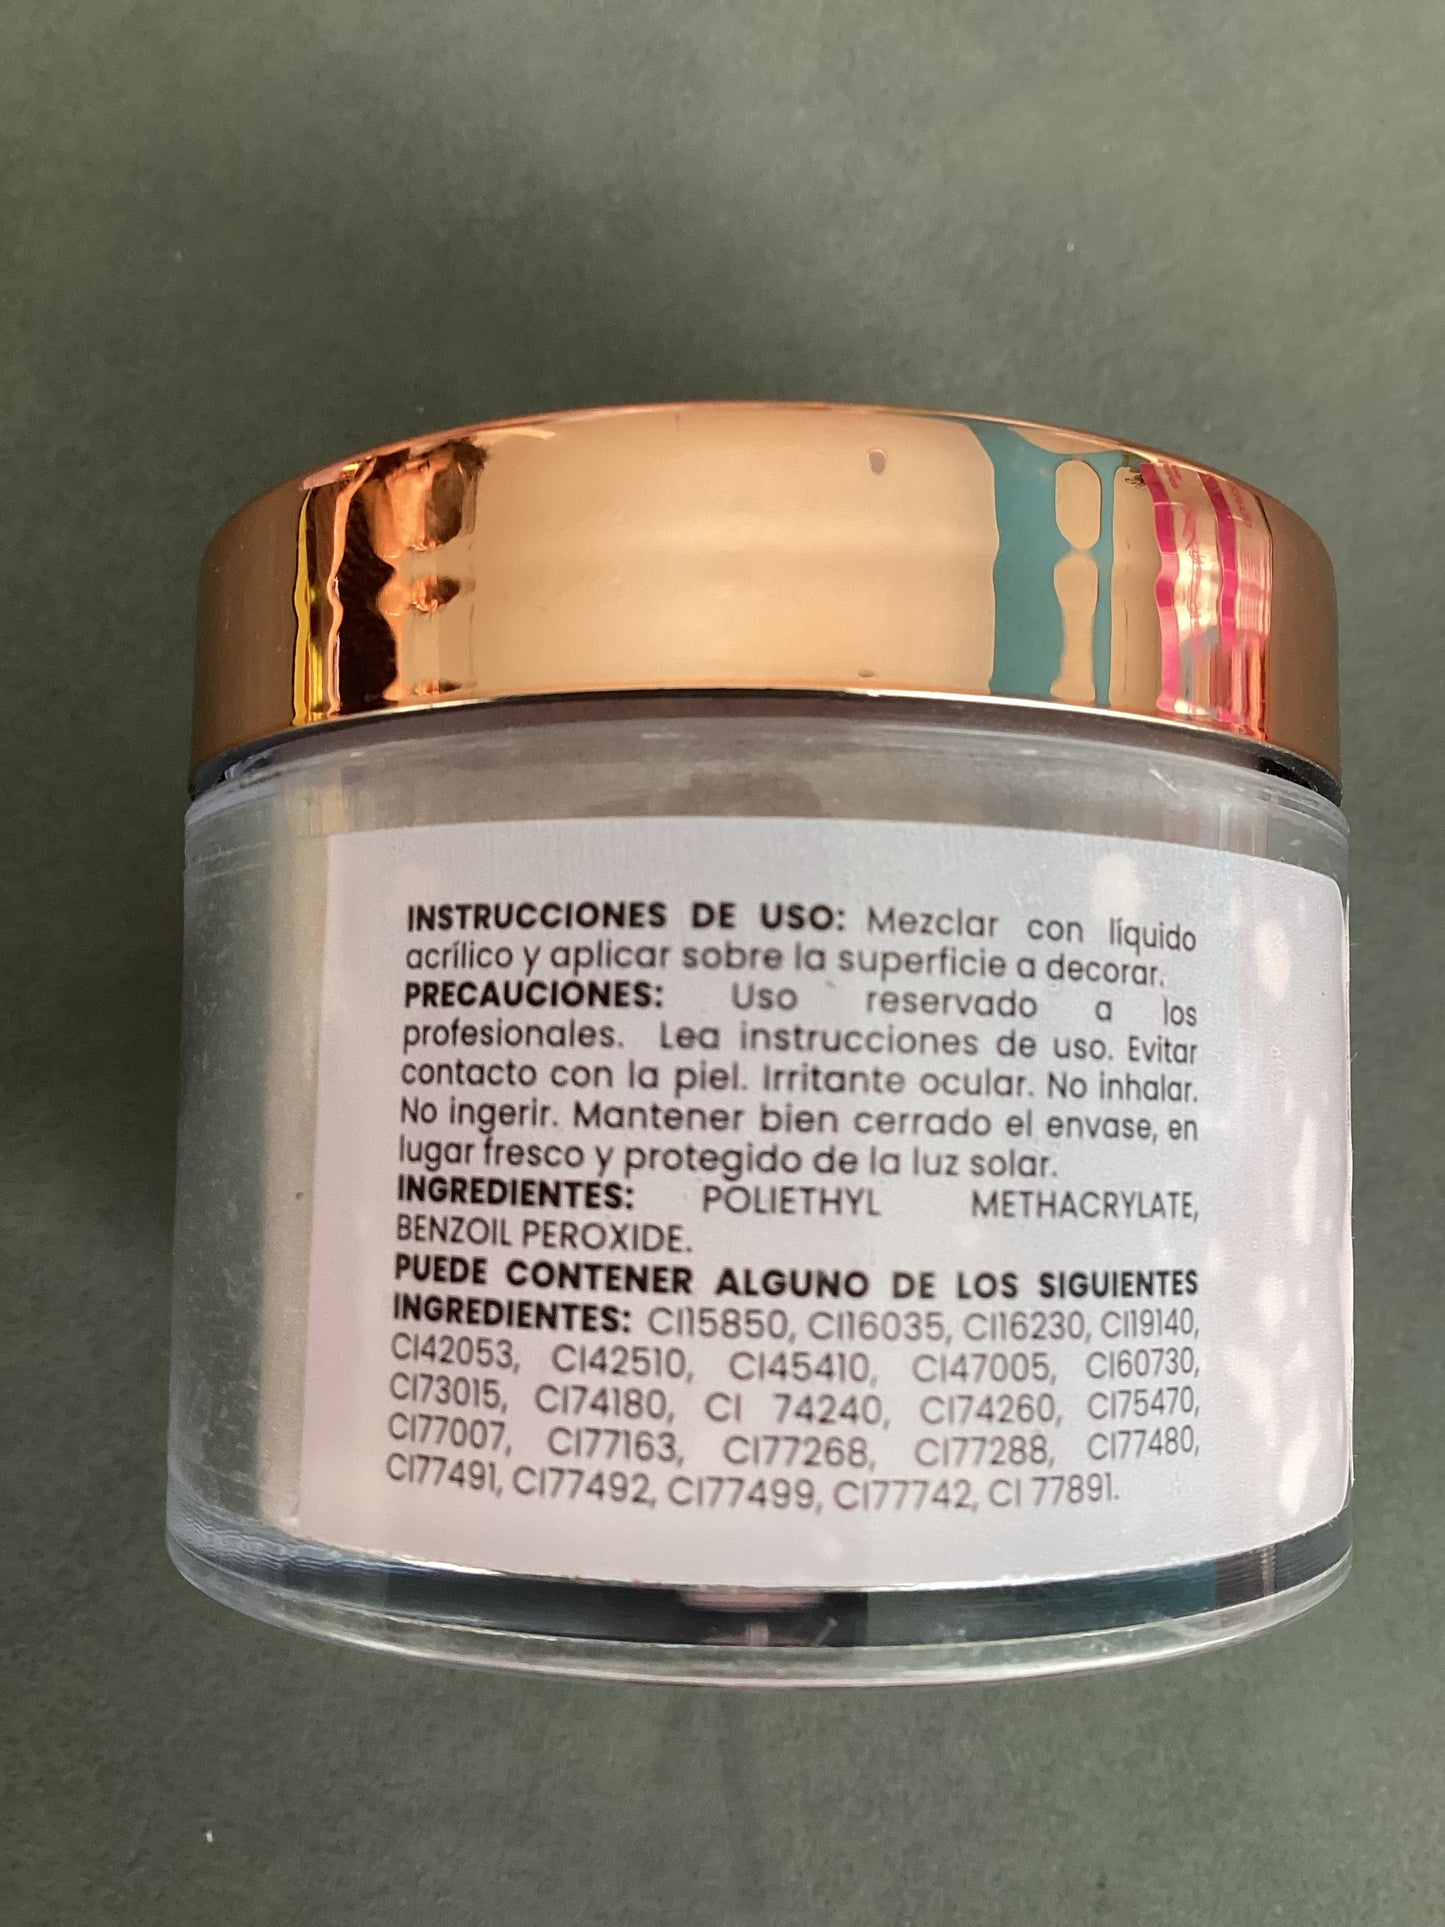 INSTRUCCIONES DE USO: Mezclar con líquido
acrílico y aplicar sobre la superficie a decorar.
PRECAUCIONES: Uso reservado a los
profesionales. Lea instrucciones de uso. Evitar
contacto con la piel. Irritante ocular. No inhalar.
No ingerir. Mantener bien cerrado el envase, en
lugar fresco y protegido de la luz solar.
INGREDIENTES: POLIETHYL METHACRYLATE,
BENZOIL PEROXIDE.
PUEDE CONTENER ALGUNO DE LOS SIGUIENTES
INGREDIENTES: CI15850, CI16035, CI16230, CI19140,
CI42053, CI42510, CI45410, CI47005, CI60730,
CI73015, CI74180, CI 74240, CI74260, CI75470,
CI77007, CI77163, CI77268, CI77288, CI77480,
CI77491, CI77492, CI77499, CI77742, CI 77891.